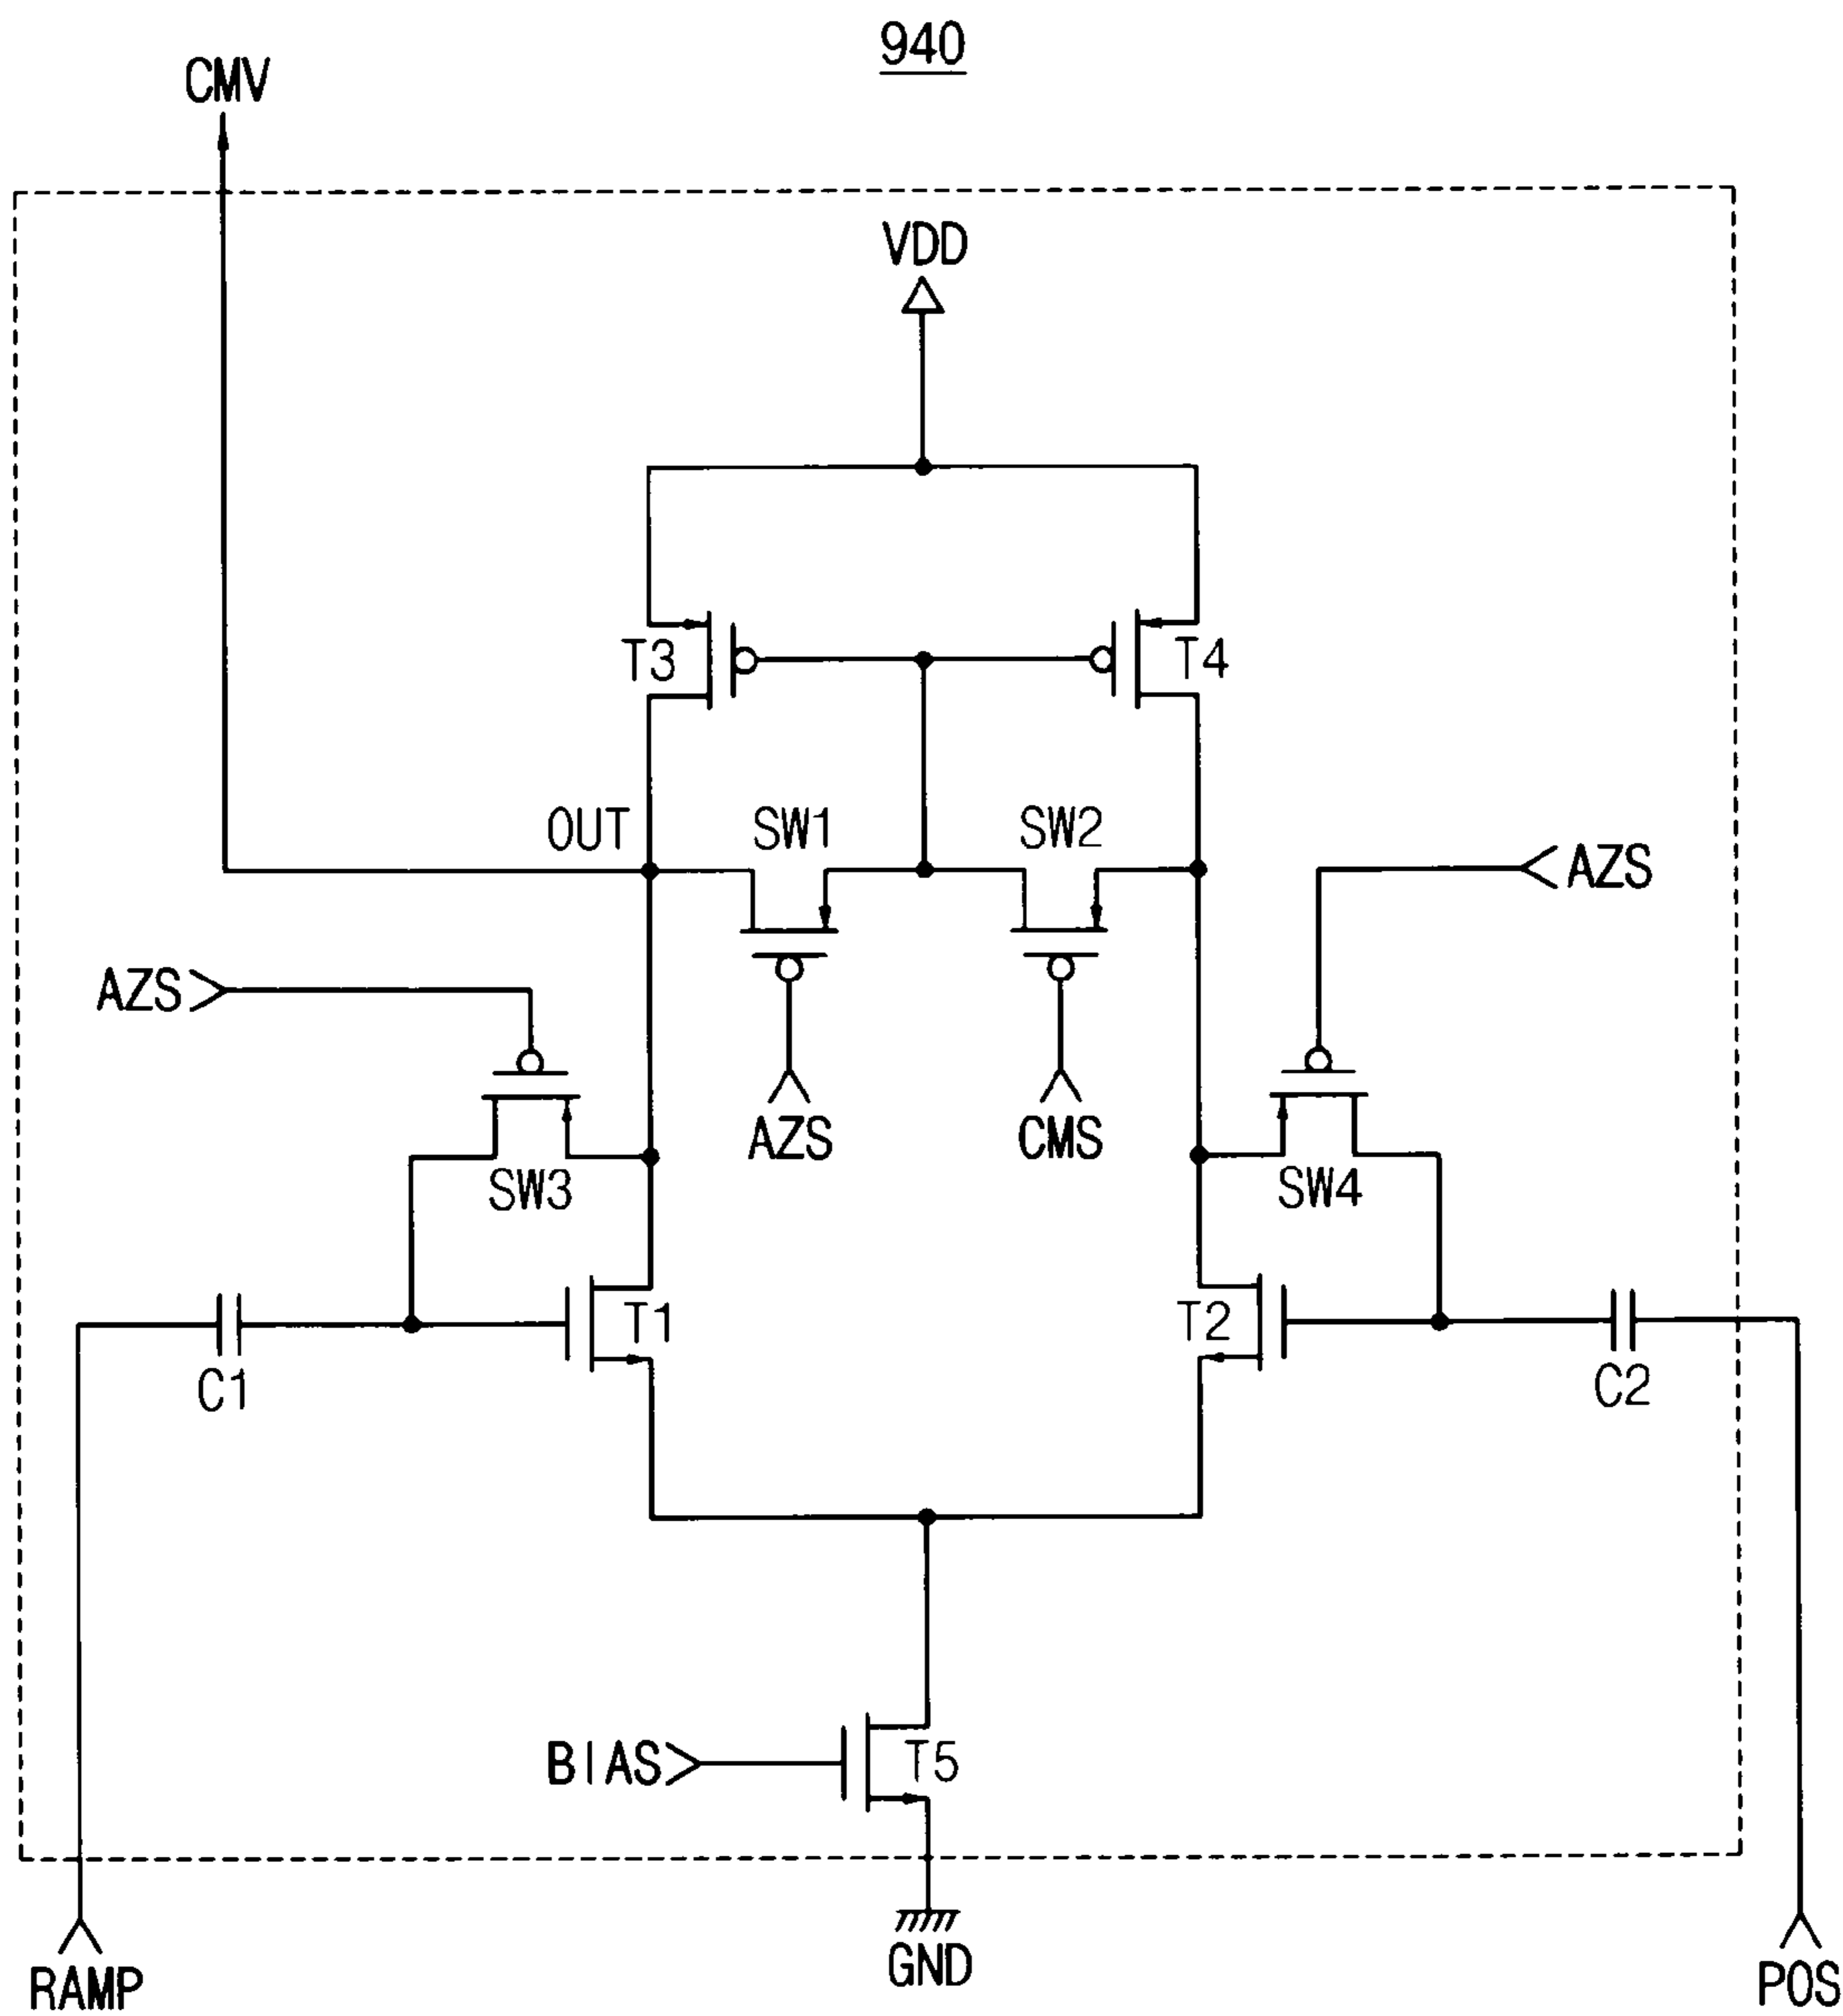 940
CMV
VDD
T3
T4
OUT
SW1
SW2
AZS
AZS
AZS
CMS
SW3
SW4
T1
T2
C1
C2
BIAS
T5
GND
RAMP
POS